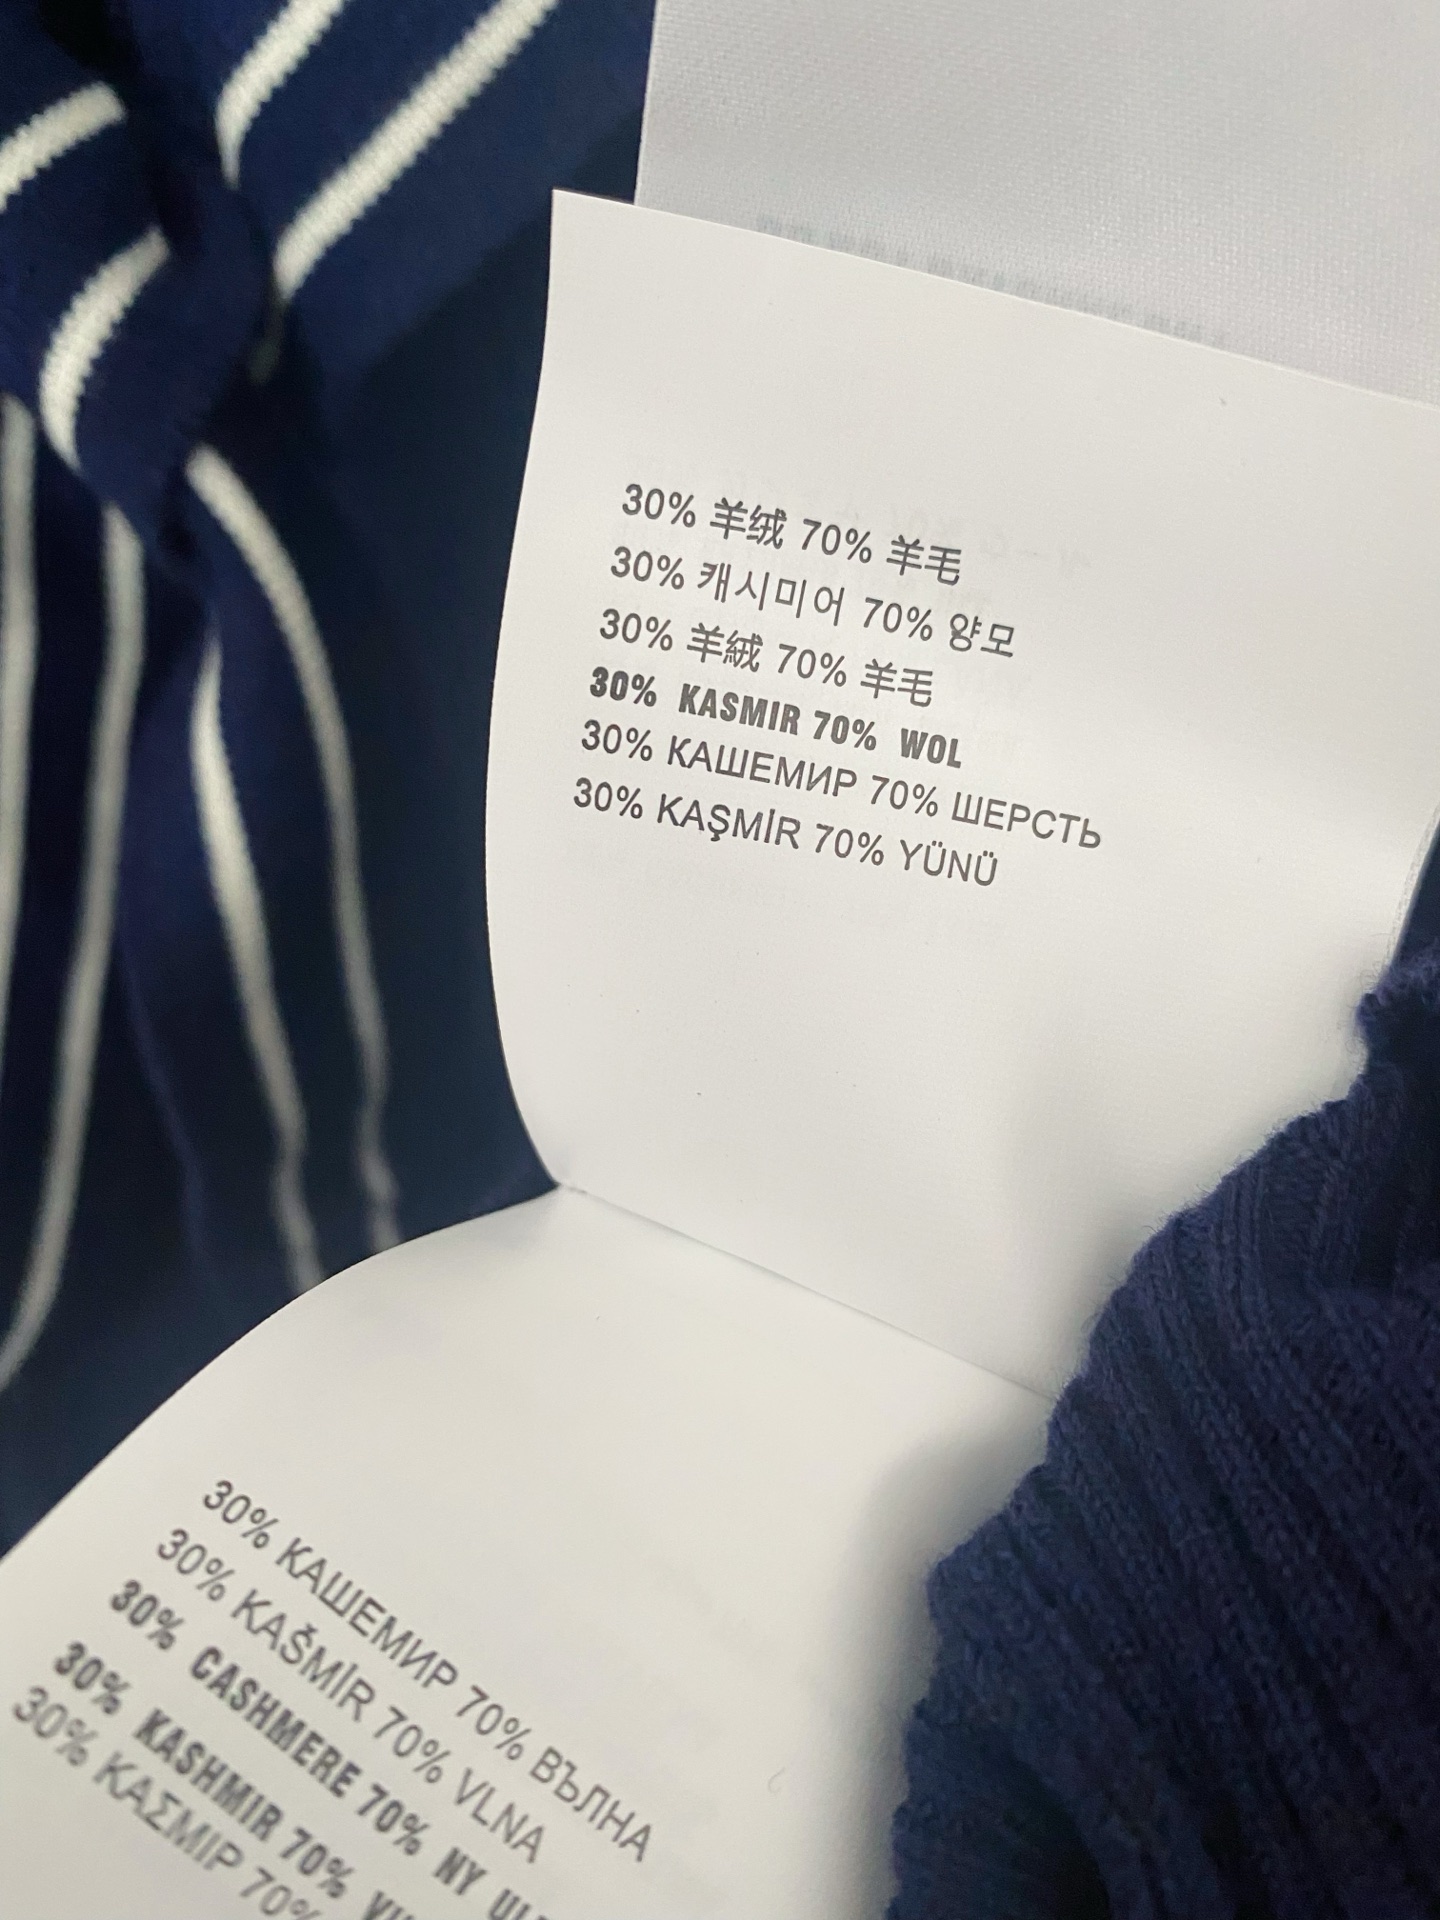 30% 羊绒 70% 羊毛
30% 캐시미어 70% 양모
30% 羊絨 70% 羊毛
30% KASMIR 70% WOL
30% КАШЕМИР 70% ШЕРСТЬ
30% KAŞMİR 70% YÜNÜ
30% КАШЕМИР 70% ВЪЛНА
30% KAŠMİR 70% VLNA
30% CASHMERE 70% NY
30% KASHMIR 70%
30% ΚΑΣΜΙΡ 70%